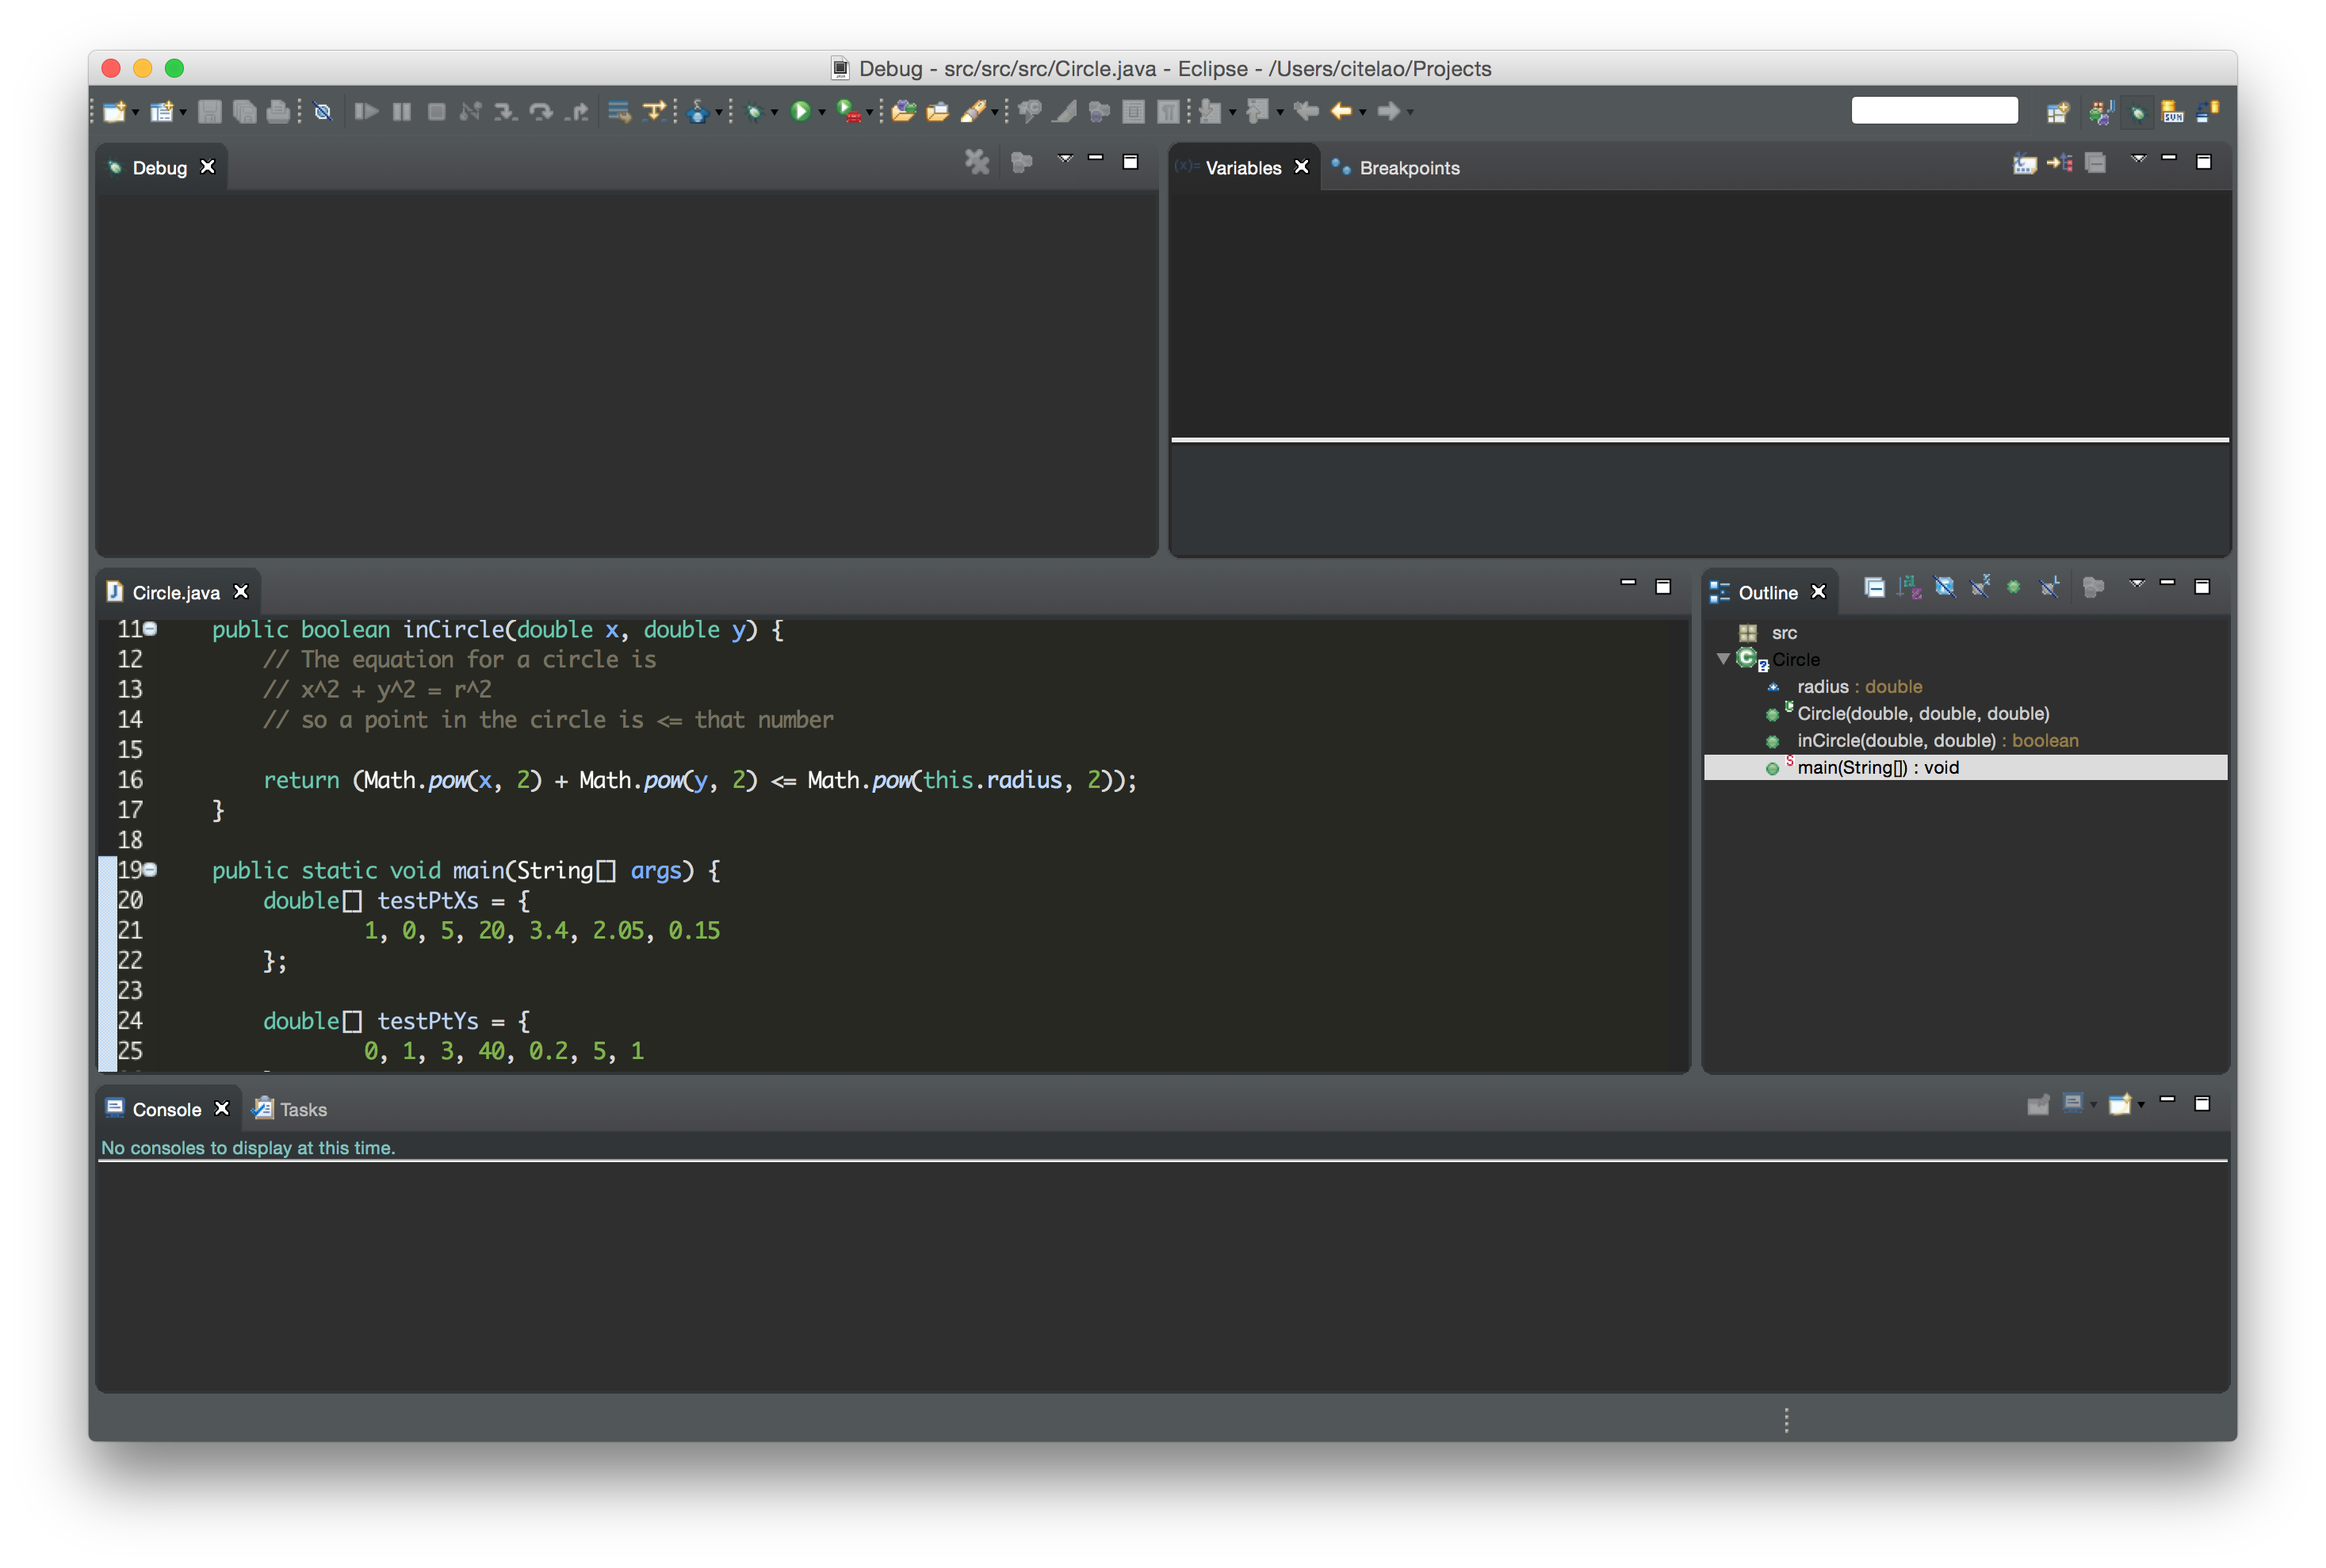 Debug - src/src/src/Circle.java - Eclipse - /Users/citelao/Projects
SVN
Debug
(x)= Variables
Breakpoints
Circle.java
11 public boolean inCircle(double x, double y) {
12 // The equation for a circle is
13 // x^2 + y^2 = r^2
14 // so a point in the circle is <= that number
15
16 return (Math.pow(x, 2) + Math.pow(y, 2) <= Math.pow(this.radius, 2));
17 }
18
19 public static void main(String[] args) {
20 double[] testPtXs = {
21 1, 0, 5, 20, 3.4, 2.05, 0.15
22 };
23
24 double[] testPtYs = {
25 0, 1, 3, 40, 0.2, 5, 1
Outline
src
Circle
radius : double
Circle(double, double, double)
inCircle(double, double) : boolean
main(String[]) : void
Console
Tasks
No consoles to display at this time.